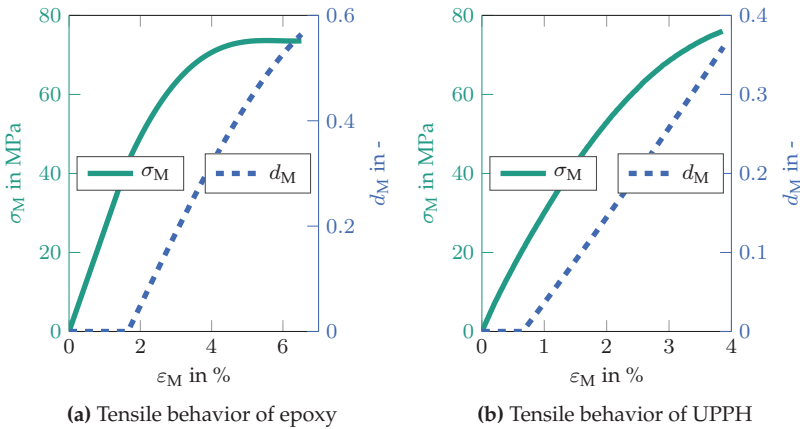 80
60
40
20
0
σM in MPa
0.6
0.4
0.2
0
dM in -
σM
dM
0 2 4 6
εM in %
(a) Tensile behavior of epoxy
80
60
40
20
0
σM in MPa
0.4
0.3
0.2
0.1
0
dM in -
σM
dM
0 1 2 3 4
εM in %
(b) Tensile behavior of UPPH